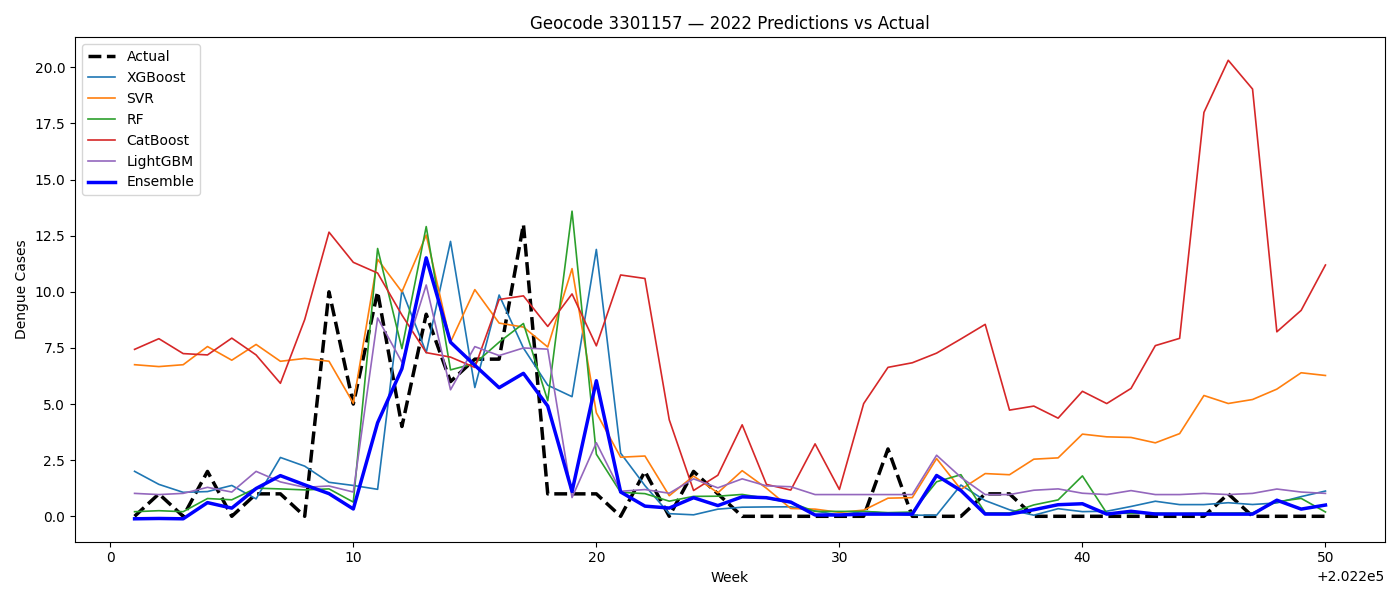 Geocode 3301157 — 2022 Predictions vs Actual
Actual
XGBoost
SVR
RF
CatBoost
LightGBM
Ensemble
20.0
17.5
15.0
12.5
10.0
7.5
5.0
2.5
0.0
Dengue Cases
0
10
20
30
40
50
+2.022e5
Week